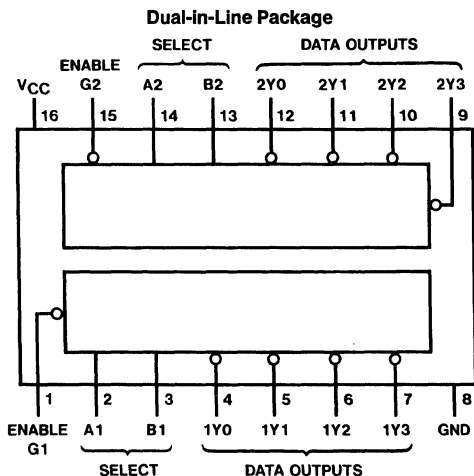 Dual-in-Line Package
SELECT DATA OUTPUTS
ENABLE
VCC G2 A2 B2 2Y0 2Y1 2Y2 2Y3
16 15 14 13 12 11 10 9
1 2 3 4 5 6 7 8
ENABLE A1 B1 1Y0 1Y1 1Y2 1Y3 GND
G1
SELECT DATA OUTPUTS